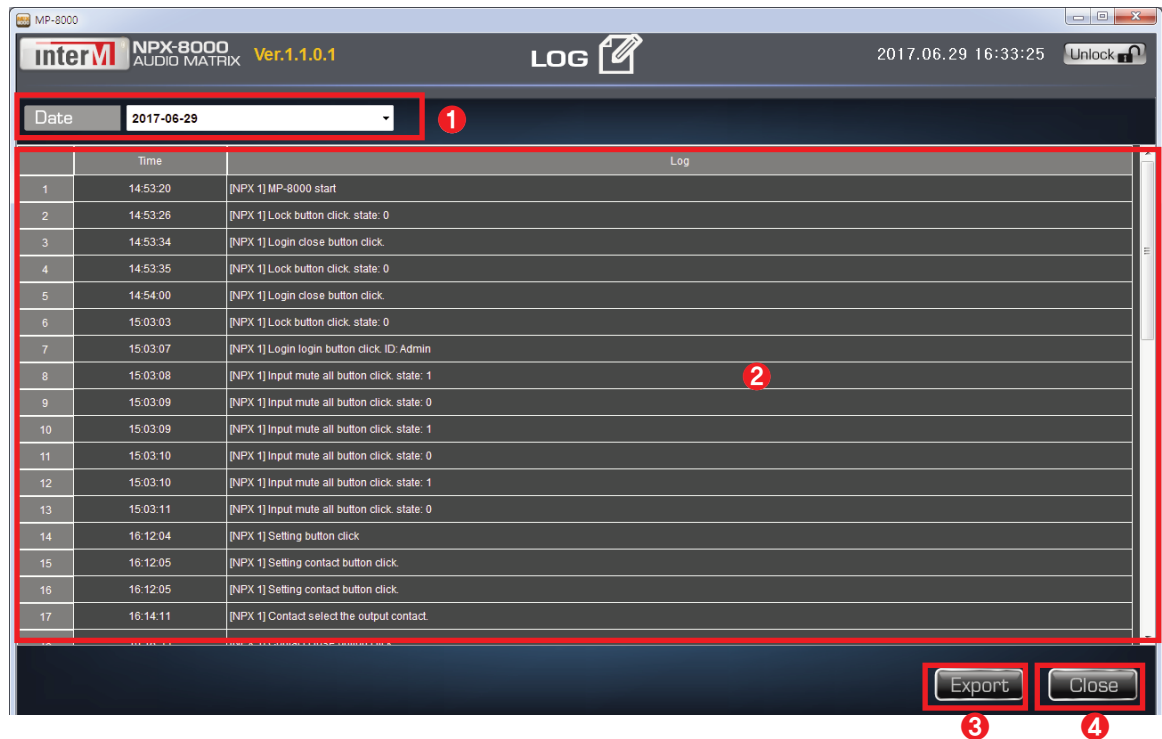 MP-8000
interM NPX-8000 AUDIO MATRIX Ver.1.1.0.1 LOG 2017.06.29 16:33:25 Unlock
Date 2017-06-29 1
Time Log
1 14:53:20 [NPX 1] MP-8000 start
2 14:53:26 [NPX 1] Lock button click. state: 0
3 14:53:34 [NPX 1] Login close button click.
4 14:53:35 [NPX 1] Lock button click. state: 0
5 14:54:00 [NPX 1] Login close button click.
6 15:03:03 [NPX 1] Lock button click. state: 0
7 15:03:07 [NPX 1] Login login button click. ID: Admin
8 15:03:08 [NPX 1] Input mute all button click. state: 1 2
9 15:03:09 [NPX 1] Input mute all button click. state: 0
10 15:03:09 [NPX 1] Input mute all button click. state: 1
11 15:03:10 [NPX 1] Input mute all button click. state: 0
12 15:03:10 [NPX 1] Input mute all button click. state: 1
13 15:03:11 [NPX 1] Input mute all button click. state: 0
14 16:12:04 [NPX 1] Setting button click
15 16:12:05 [NPX 1] Setting contact button click.
16 16:12:05 [NPX 1] Setting contact button click.
17 16:14:11 [NPX 1] Contact select the output contact.
Export Close
3 4